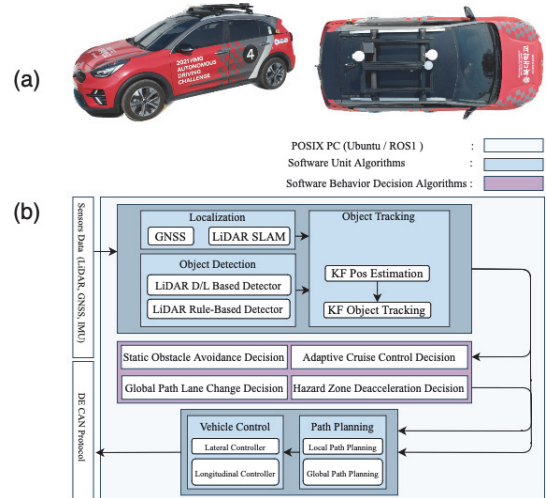 (a)
2021 HMG
AUTONOMOUS
DRIVING
CHALLENGE
4
POSIX PC (Ubuntu / ROS1 ) :
Software Unit Algorithms :
Software Behavior Decision Algorithms :
(b)
Sensors Data (LiDAR, GNSS, IMU)
Localization
GNSS
LiDAR SLAM
Object Detection
LiDAR D/L Based Detector
LiDAR Rule-Based Detector
Object Tracking
KF Pos Estimation
KF Object Tracking
Static Obstacle Avoidance Decision
Adaptive Cruise Control Decision
Global Path Lane Change Decision
Hazard Zone Deacceleration Decision
DE CAN Protocol
Vehicle Control
Lateral Controller
Longitudinal Controller
Path Planning
Local Path Planning
Global Path Planning